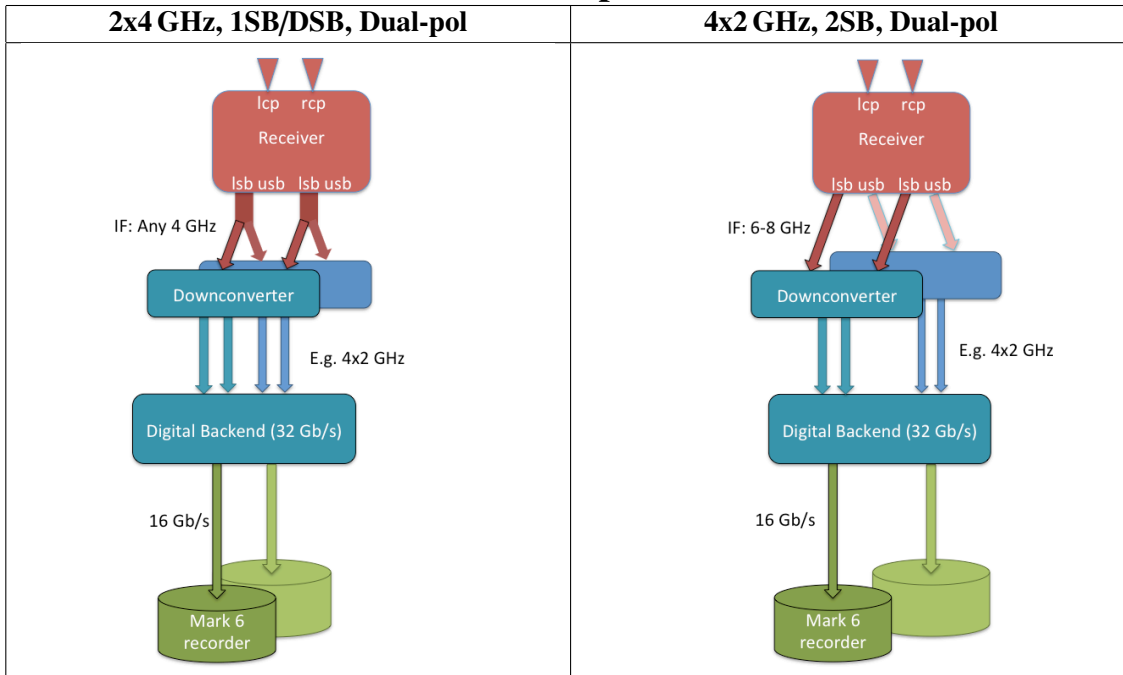 2x4 GHz, 1SB/DSB, Dual-pol
lcp rcp
Receiver
lsb usb lsb usb
IF: Any 4 GHz
Downconverter
E.g. 4x2 GHz
Digital Backend (32 Gb/s)
16 Gb/s
Mark 6
recorder
4x2 GHz, 2SB, Dual-pol
lcp rcp
Receiver
lsb usb lsb usb
IF: 6-8 GHz
Downconverter
E.g. 4x2 GHz
Digital Backend (32 Gb/s)
16 Gb/s
Mark 6
recorder